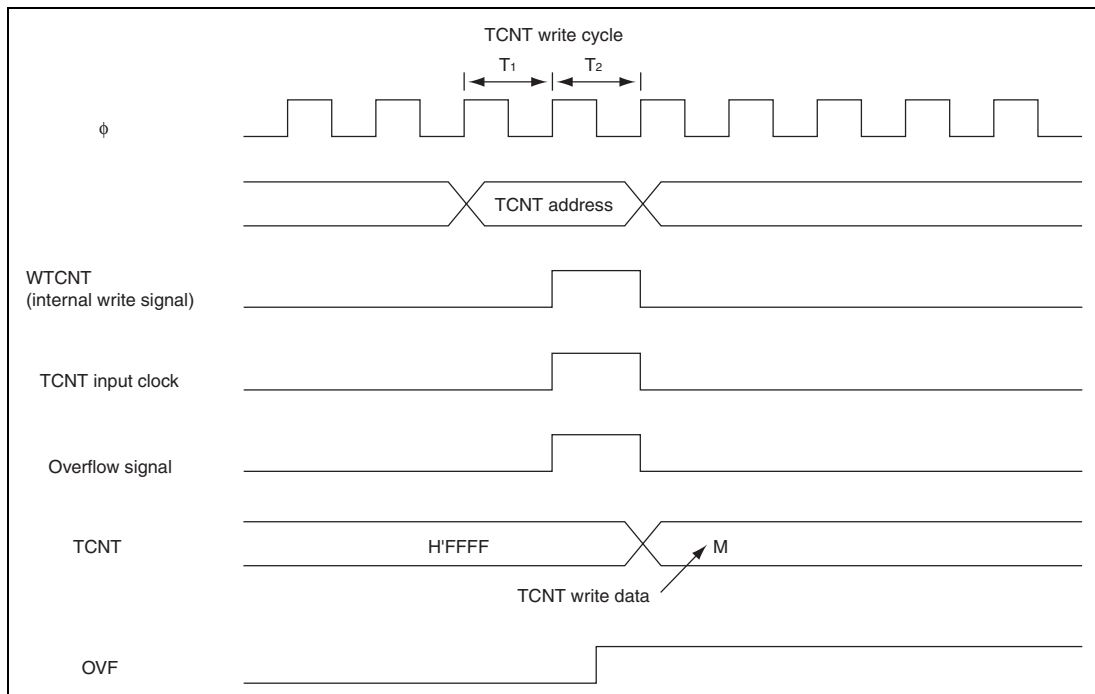 TCNT write cycle
T1 T2
ϕ
TCNT address
WTCNT
(internal write signal)
TCNT input clock
Overflow signal
TCNT H'FFFF M
TCNT write data
OVF